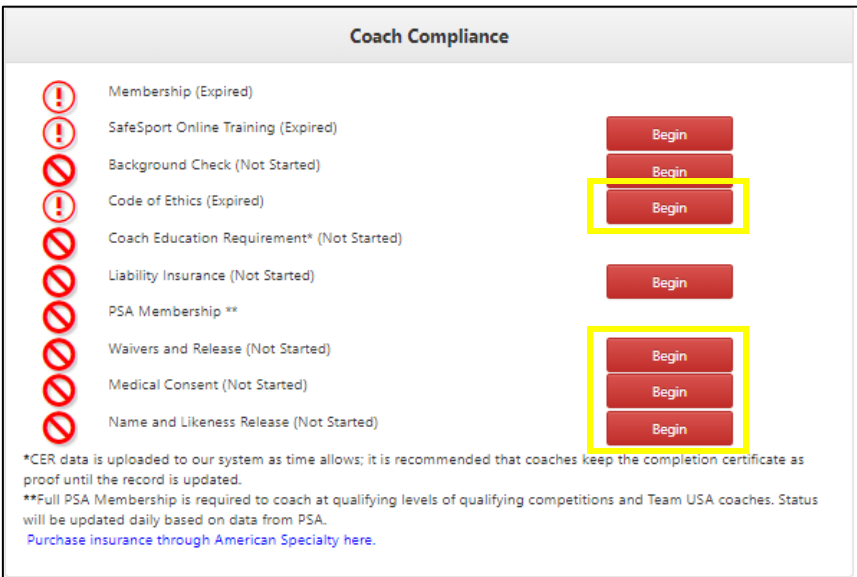 Coach Compliance
Membership (Expired)
SafeSport Online Training (Expired) Begin
Background Check (Not Started) Begin
Code of Ethics (Expired) Begin
Coach Education Requirement* (Not Started)
Liability Insurance (Not Started) Begin
PSA Membership **
Waivers and Release (Not Started) Begin
Medical Consent (Not Started) Begin
Name and Likeness Release (Not Started) Begin
*CER data is uploaded to our system as time allows; it is recommended that coaches keep the completion certificate as
proof until the record is updated.
**Full PSA Membership is required to coach at qualifying levels of qualifying competitions and Team USA coaches. Status
will be updated daily based on data from PSA.
Purchase insurance through American Specialty here.